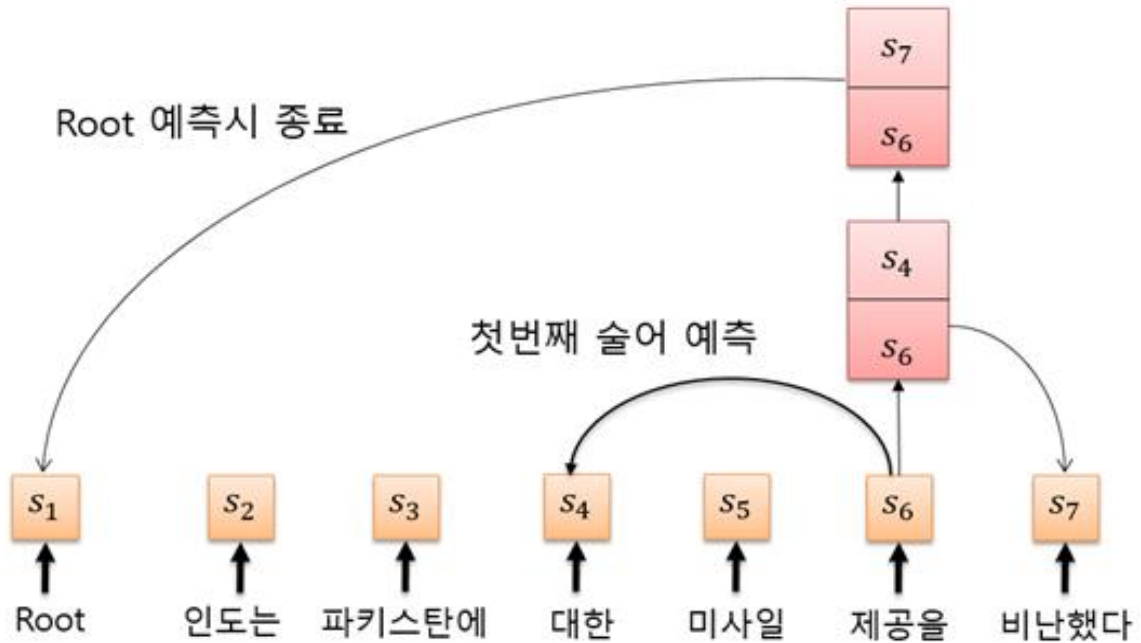 s₇
Root 예측시 종료
s₆
s₄
첫번째 술어 예측
s₆
s₁ s₂ s₃ s₄ s₅ s₆ s₇
Root 인도는 파키스탄에 대한 미사일 제공을 비난했다